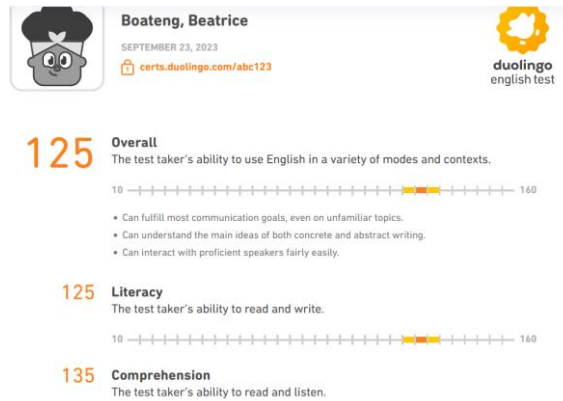 Boateng, Beatrice
SEPTEMBER 23, 2023
certs.duolingo.com/abc123
duolingo
english test
125
Overall
The test taker's ability to use English in a variety of modes and contexts.
10 160
• Can fulfill most communication goals, even on unfamiliar topics.
• Can understand the main ideas of both concrete and abstract writing.
• Can interact with proficient speakers fairly easily.
125 Literacy
The test taker's ability to read and write.
10 160
135 Comprehension
The test taker's ability to read and listen.